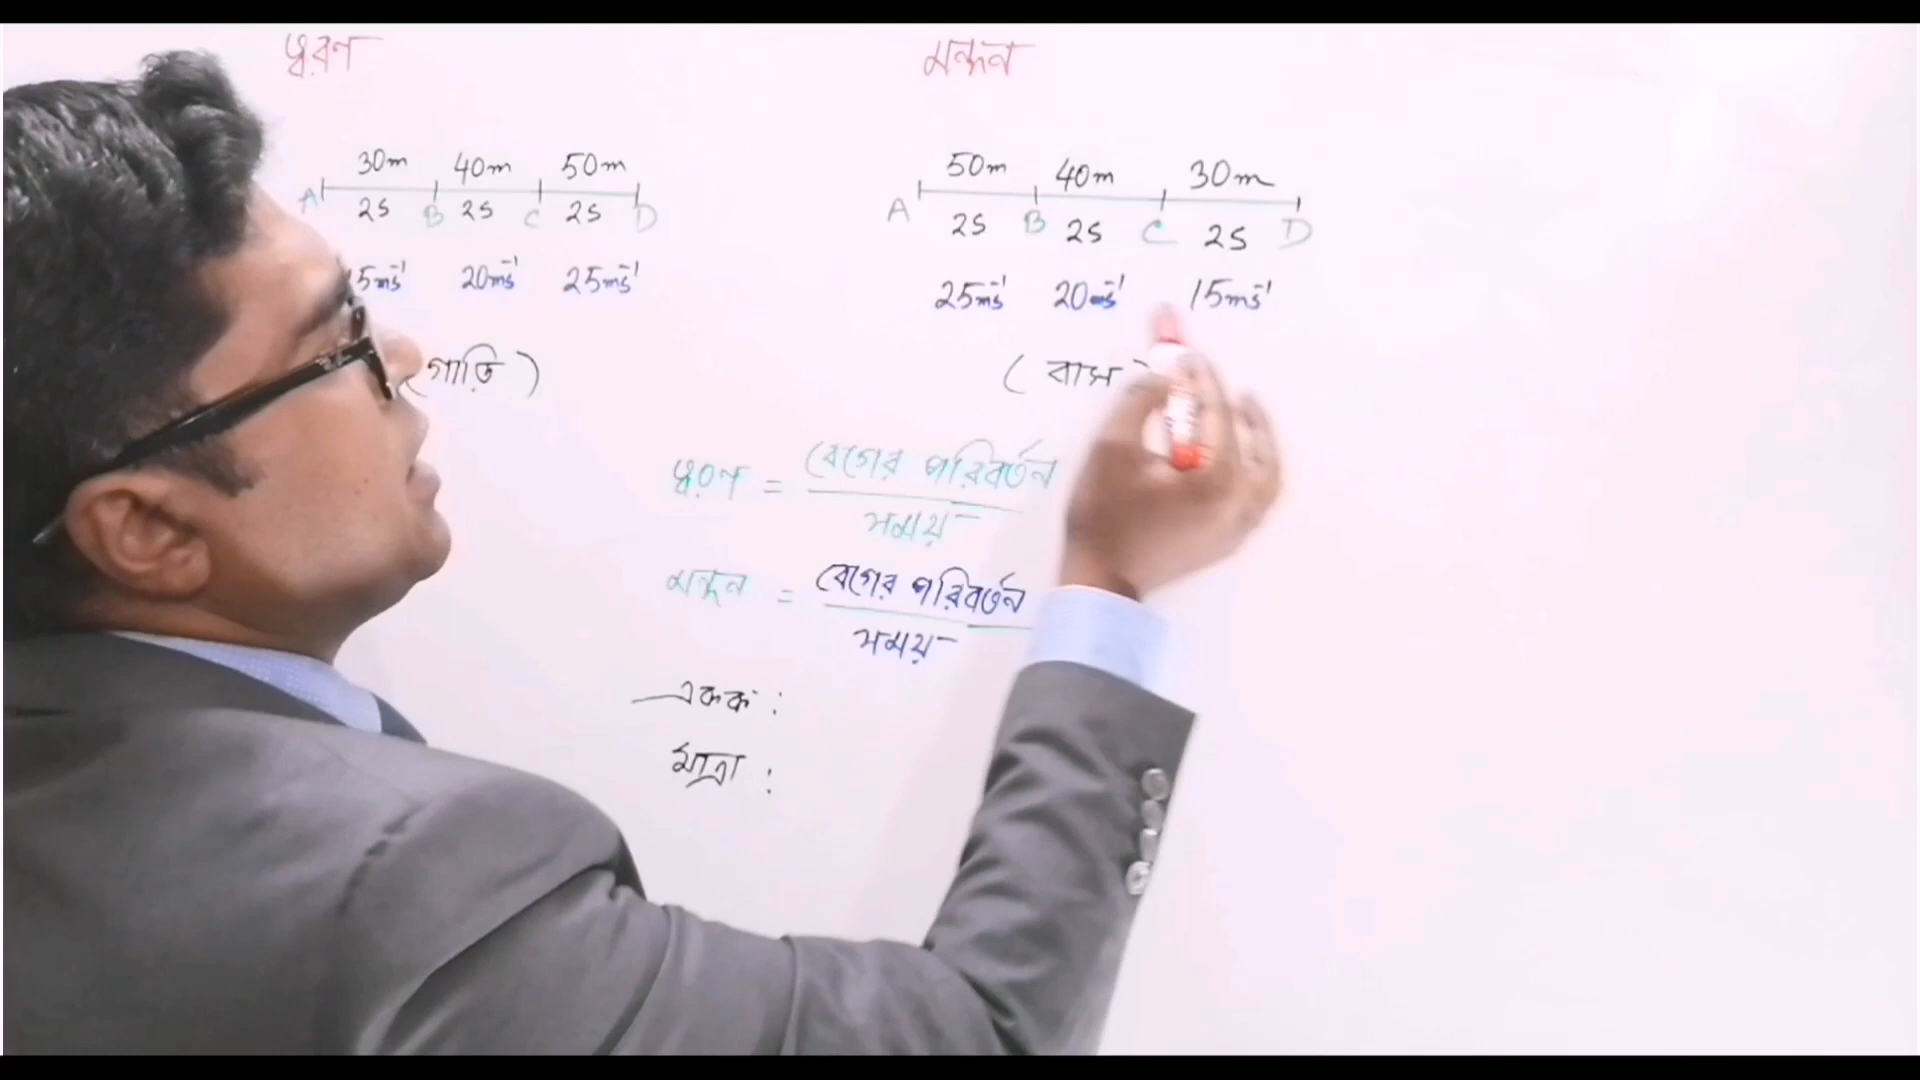 ত্বরণ
30m 40m 50m
A 2s B 2s C 2s D
5ms⁻¹ 20ms⁻¹ 25ms⁻¹
(গাড়ি)
মন্দন
50m 40m 30m
A 2s B 2s C 2s D
25ms⁻¹ 20ms⁻¹ 15ms⁻¹
(বাস)
ত্বরণ = বেগের পরিবর্তন
সময়
মন্দন = বেগের পরিবর্তন
সময়
একক :
মাত্রা :